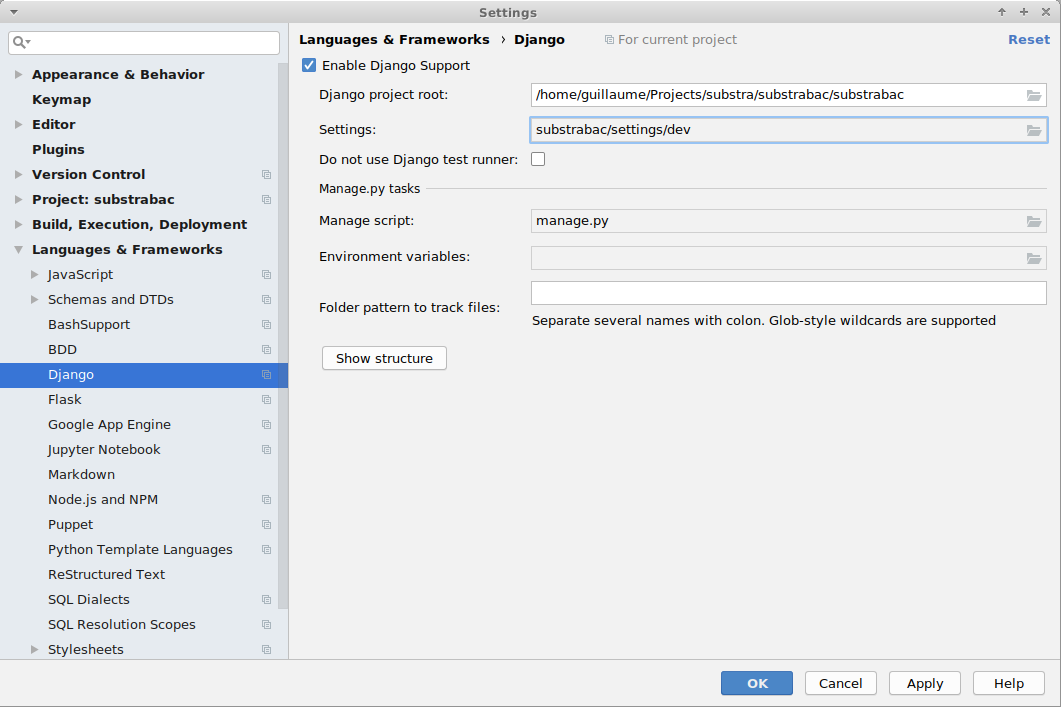 Settings
Appearance & Behavior
Keymap
Editor
Plugins
Version Control
Project: substrabac
Build, Execution, Deployment
Languages & Frameworks
JavaScript
Schemas and DTDs
BashSupport
BDD
Django
Flask
Google App Engine
Jupyter Notebook
Markdown
Node.js and NPM
Puppet
Python Template Languages
ReStructured Text
SQL Dialects
SQL Resolution Scopes
Stylesheets
Languages & Frameworks › Django For current project Reset
Enable Django Support
Django project root: /home/guillaume/Projects/substra/substrabac/substrabac
Settings: substrabac/settings/dev
Do not use Django test runner:
Manage.py tasks
Manage script: manage.py
Environment variables:
Folder pattern to track files:
Separate several names with colon. Glob-style wildcards are supported
Show structure
OK Cancel Apply Help